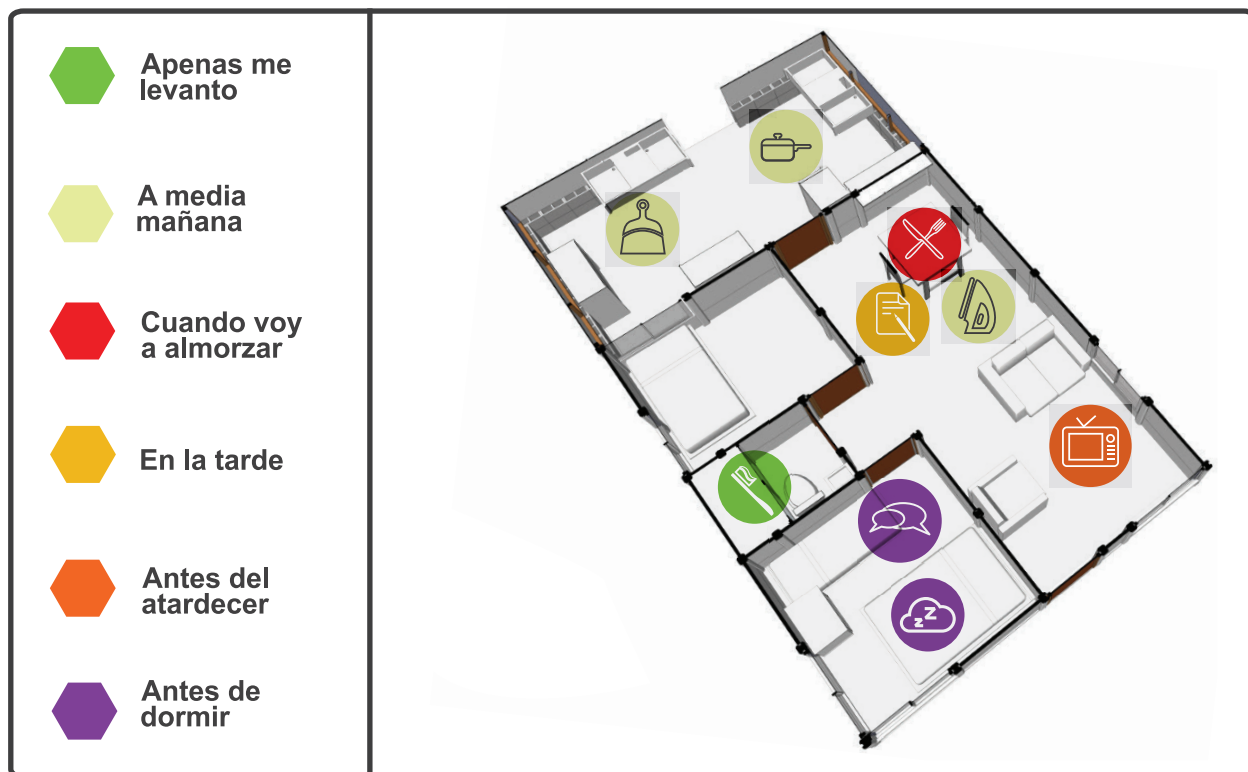 Apenas me
levanto
A media
mañana
Cuando voy
a almorzar
En la tarde
Antes del
atardecer
Antes de
dormir
z
Z